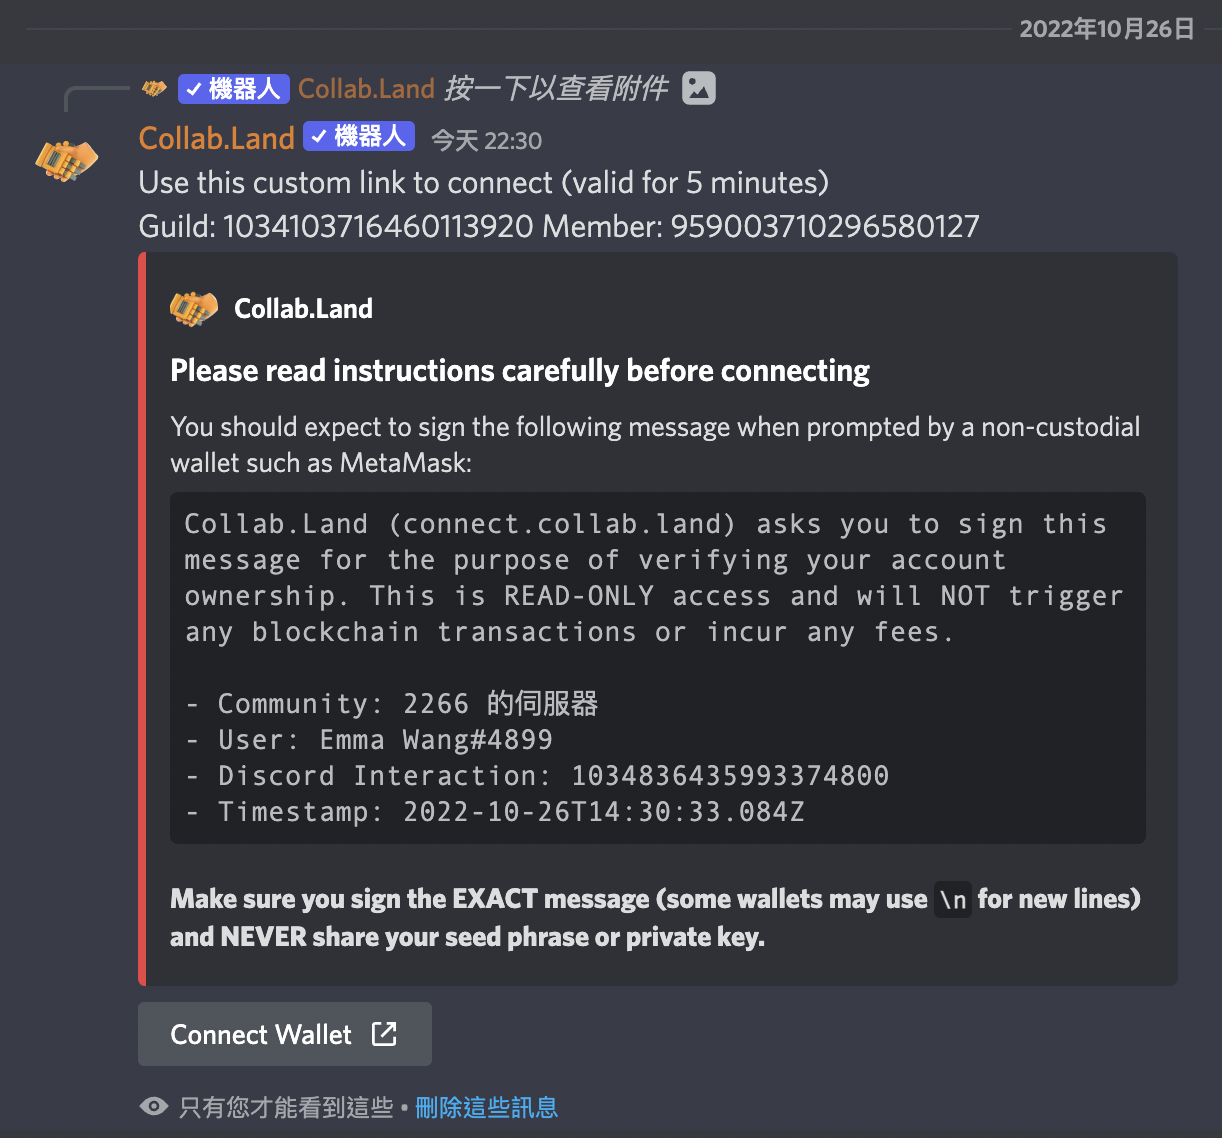 2022年10月26日
機器人 Collab.Land 按一下以查看附件
Collab.Land 機器人 今天 22:30
Use this custom link to connect (valid for 5 minutes)
Guild: 1034103716460113920 Member: 959003710296580127
Collab.Land
Please read instructions carefully before connecting
You should expect to sign the following message when prompted by a non-custodial
wallet such as MetaMask:
Collab.Land (connect.collab.land) asks you to sign this
message for the purpose of verifying your account
ownership. This is READ-ONLY access and will NOT trigger
any blockchain transactions or incur any fees.
- Community: 2266 的伺服器
- User: Emma Wang#4899
- Discord Interaction: 1034836435993374800
- Timestamp: 2022-10-26T14:30:33.084Z
Make sure you sign the EXACT message (some wallets may use \n for new lines)
and NEVER share your seed phrase or private key.
Connect Wallet
只有您才能看到這些 • 刪除這些訊息